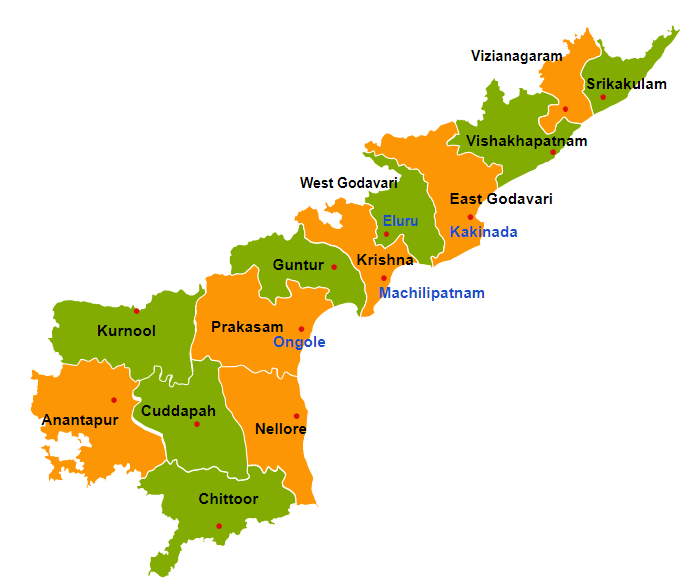 Vizianagaram
Srikakulam
Vishakhapatnam
West Godavari
East Godavari
Eluru
Kakinada
Krishna
Guntur
Machilipatnam
Prakasam
Kurnool
Ongole
Cuddapah
Anantapur
Nellore
Chittoor